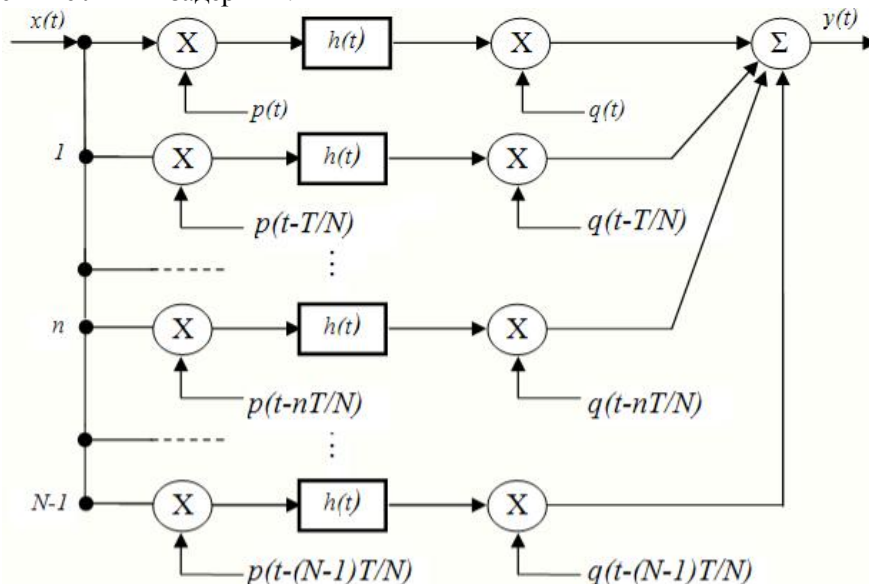 x(t)
X
h(t)
X
Σ
y(t)
p(t)
q(t)
1
X
h(t)
X
p(t-T/N)
q(t-T/N)
n
X
h(t)
X
p(t-nT/N)
q(t-nT/N)
N-1
X
h(t)
X
p(t-(N-1)T/N)
q(t-(N-1)T/N)